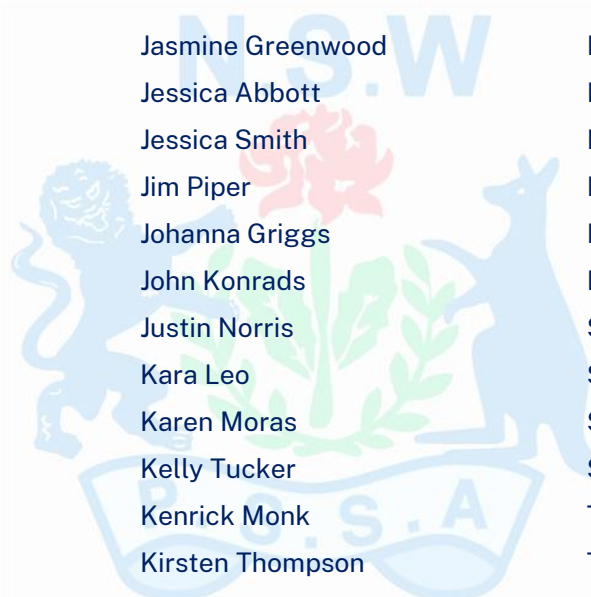 N.S.W
Jasmine Greenwood
Jessica Abbott
Jessica Smith
Jim Piper
Johanna Griggs
John Konrads
Justin Norris
Kara Leo
Karen Moras
Kelly Tucker
Kenrick Monk
Kirsten Thompson
P.S.S.A